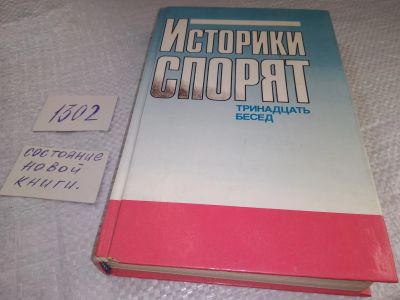 1302
состояние
новой
книги.
Историки
спорят
тринадцать
бесед